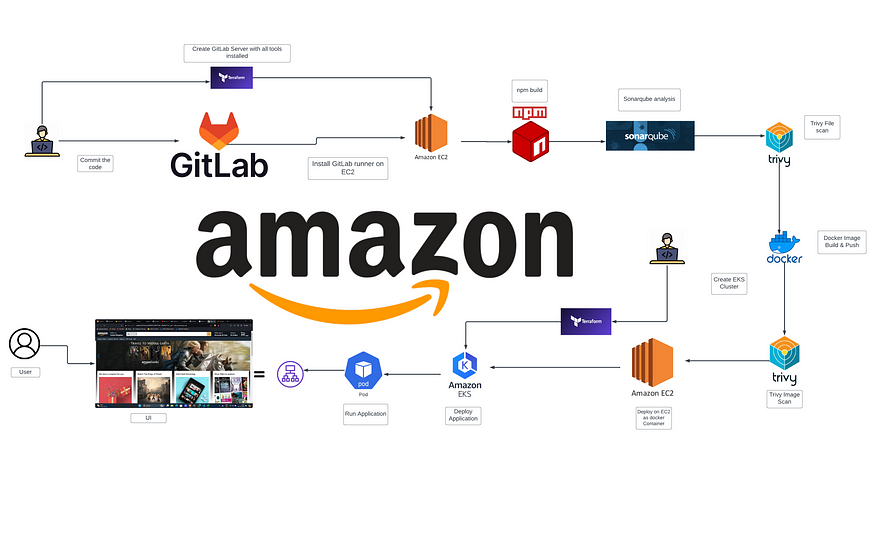 Create GitLab Server with all tools
installed
Terraform
npm build
Sonarqube analysis
npm
n
sonarqube
Trivy File
scan
trivy
Commit the
code
GitLab
Install GitLab runner on
EC2
Amazon EC2
amazon
docker
Docker Image
Build & Push
Create EKS
Cluster
Terraform
User
UI
=
pod
Pod
Run Application
K
Amazon
EKS
Deploy
Application
Amazon EC2
Deploy on EC2
as docker
Container
trivy
Trivy Image
Scan